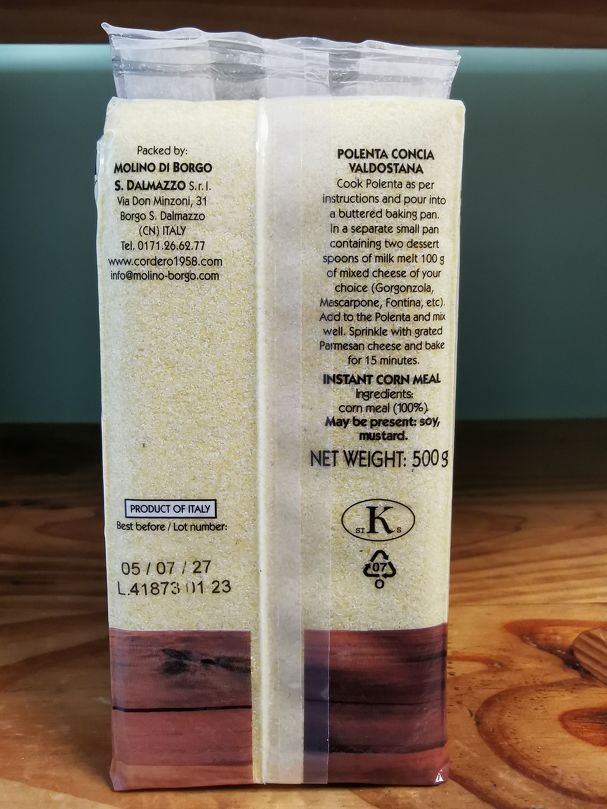 Packed by:
MOLINO DI BORGO
S. DALMAZZO S.r.l.
Via Don Minzoni, 31
Borgo S. Dalmazzo
(CN) ITALY
Tel. 0171.26.62.77
www.cordero1958.com
info@molino-borgo.com
PRODUCT OF ITALY
Best before / Lot number:
05 / 07 / 27
L.41873 01 23
POLENTA CONCIA
VALDOSTANA
Cook Polenta as per
instructions and pour into
a buttered baking pan.
In a separate small pan
containing two dessert
spoons of milk melt 100 g
of mixed cheese of your
choice (Gorgonzola,
Mascarpone, Fontina, etc).
Add to the Polenta and mix
well. Sprinkle with grated
Parmesan cheese and bake
for 15 minutes.
INSTANT CORN MEAL
Ingredients:
corn meal (100%).
May be present: soy,
mustard.
NET WEIGHT: 500 g
SI K S
07
O